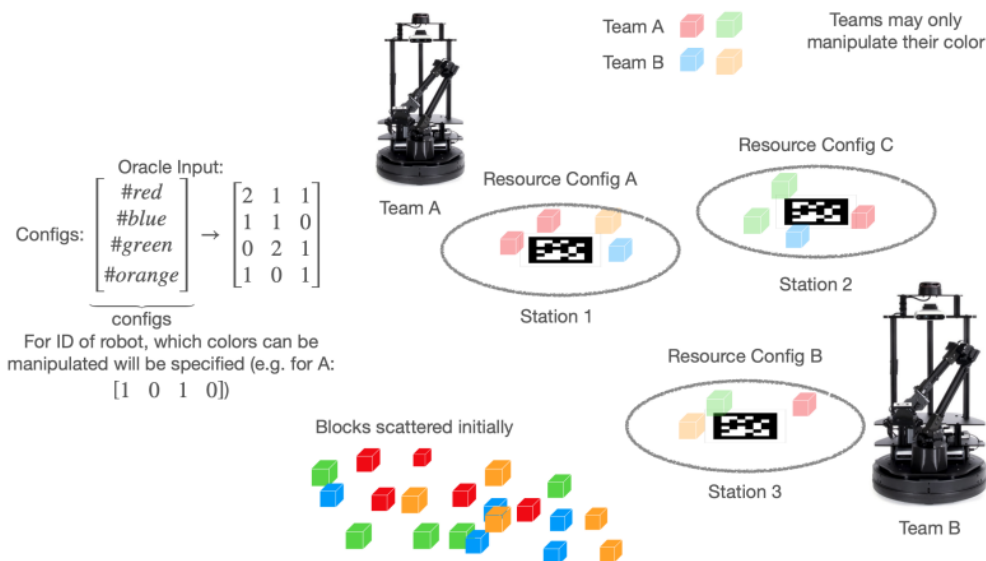 Team A
Team B
Teams may only
manipulate their color
Oracle Input:
Configs:
#red
#blue
#green
#orange
→
2 1 1
1 1 0
0 2 1
1 0 1
configs
For ID of robot, which colors can be
manipulated will be specified (e.g. for A:
[1 0 1 0])
Team A
Resource Config A
Station 1
Resource Config C
Station 2
Resource Config B
Station 3
Team B
Blocks scattered initially